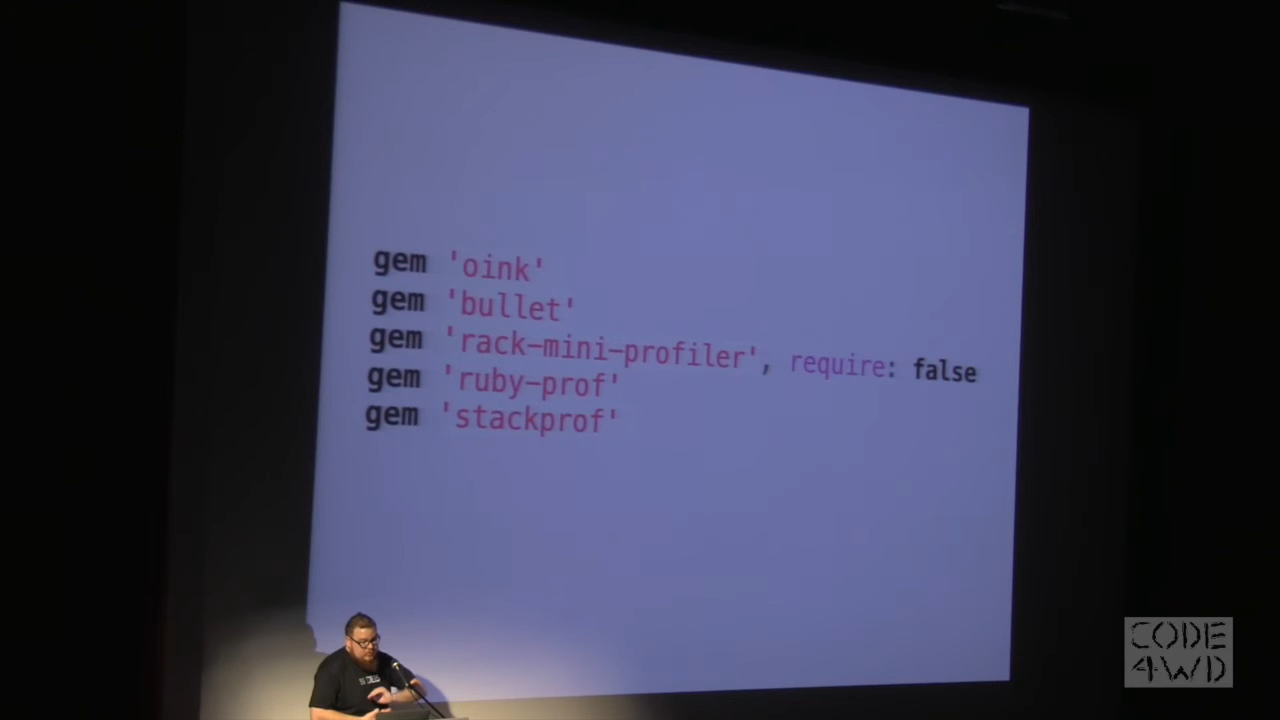 gem 'oink'
gem 'bullet'
gem 'rack-mini-profiler', require: false
gem 'ruby-prof'
gem 'stackprof'
CODE
4WD